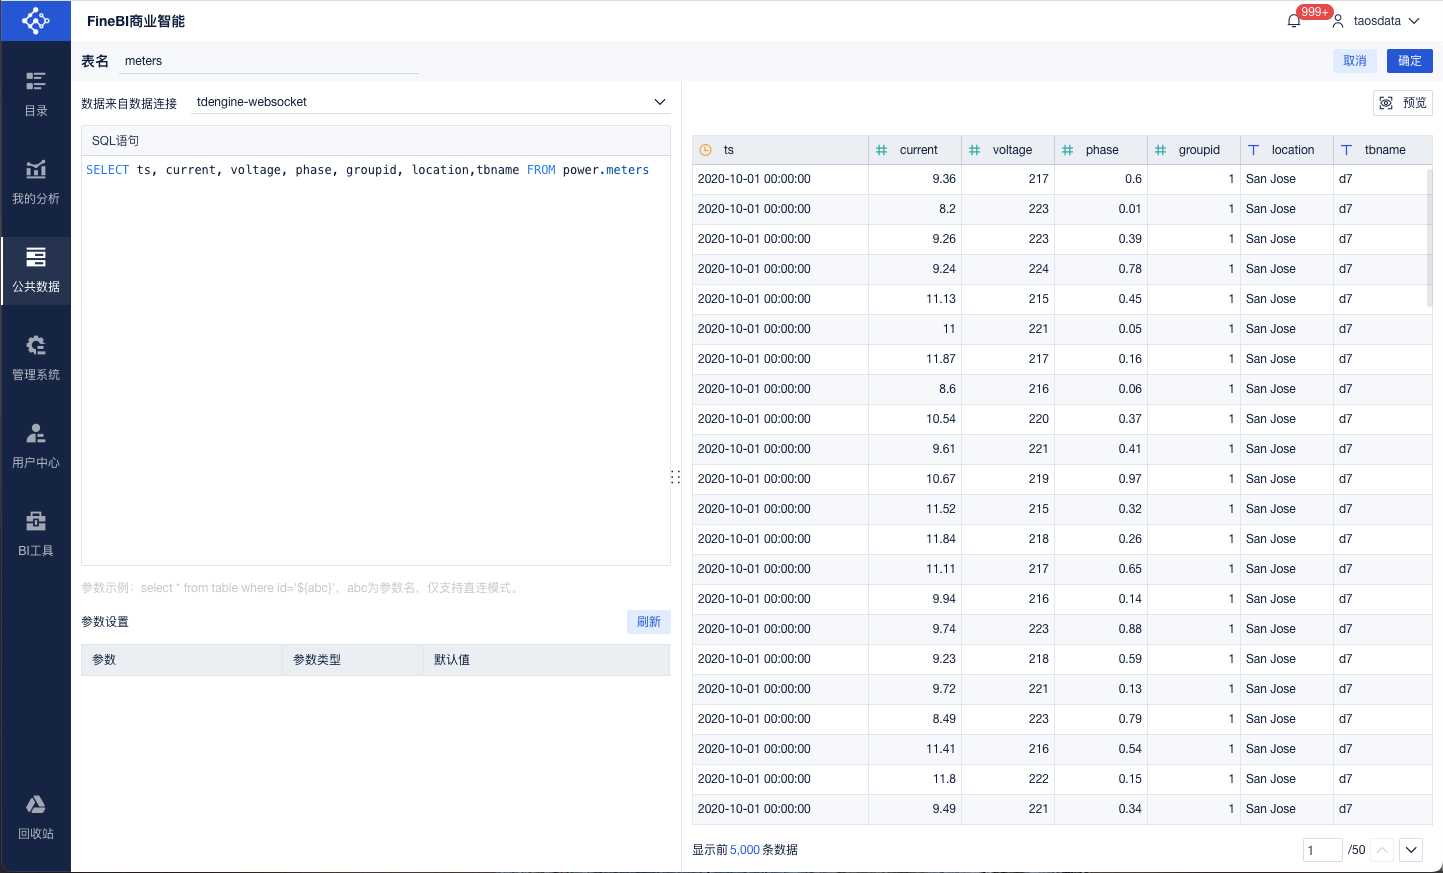 FineBI商业智能
999+
taosdata
表名 meters
取消 确定
目录
我的分析
公共数据
管理系统
用户中心
BI工具
回收站
数据来自数据连接 tdengine-websocket
SQL语句
SELECT ts, current, voltage, phase, groupid, location,tbname FROM power.meters
参数示例：select * from table where id='${abc}'，abc为参数名，仅支持直连模式。
参数设置 刷新
参数 参数类型 默认值
预览
ts current voltage phase groupid location tbname
2020-10-01 00:00:00 9.36 217 0.6 1 San Jose d7
2020-10-01 00:00:00 8.2 223 0.01 1 San Jose d7
2020-10-01 00:00:00 9.26 223 0.39 1 San Jose d7
2020-10-01 00:00:00 9.24 224 0.78 1 San Jose d7
2020-10-01 00:00:00 11.13 215 0.45 1 San Jose d7
2020-10-01 00:00:00 11 221 0.05 1 San Jose d7
2020-10-01 00:00:00 11.87 217 0.16 1 San Jose d7
2020-10-01 00:00:00 8.6 216 0.06 1 San Jose d7
2020-10-01 00:00:00 10.54 220 0.37 1 San Jose d7
2020-10-01 00:00:00 9.61 221 0.41 1 San Jose d7
2020-10-01 00:00:00 10.67 219 0.97 1 San Jose d7
2020-10-01 00:00:00 11.52 215 0.32 1 San Jose d7
2020-10-01 00:00:00 11.84 218 0.26 1 San Jose d7
2020-10-01 00:00:00 11.11 217 0.65 1 San Jose d7
2020-10-01 00:00:00 9.94 216 0.14 1 San Jose d7
2020-10-01 00:00:00 9.74 223 0.88 1 San Jose d7
2020-10-01 00:00:00 9.23 218 0.59 1 San Jose d7
2020-10-01 00:00:00 9.72 221 0.13 1 San Jose d7
2020-10-01 00:00:00 8.49 223 0.79 1 San Jose d7
2020-10-01 00:00:00 11.41 216 0.54 1 San Jose d7
2020-10-01 00:00:00 11.8 222 0.15 1 San Jose d7
2020-10-01 00:00:00 9.49 221 0.34 1 San Jose d7
显示前 5,000 条数据
1 /50